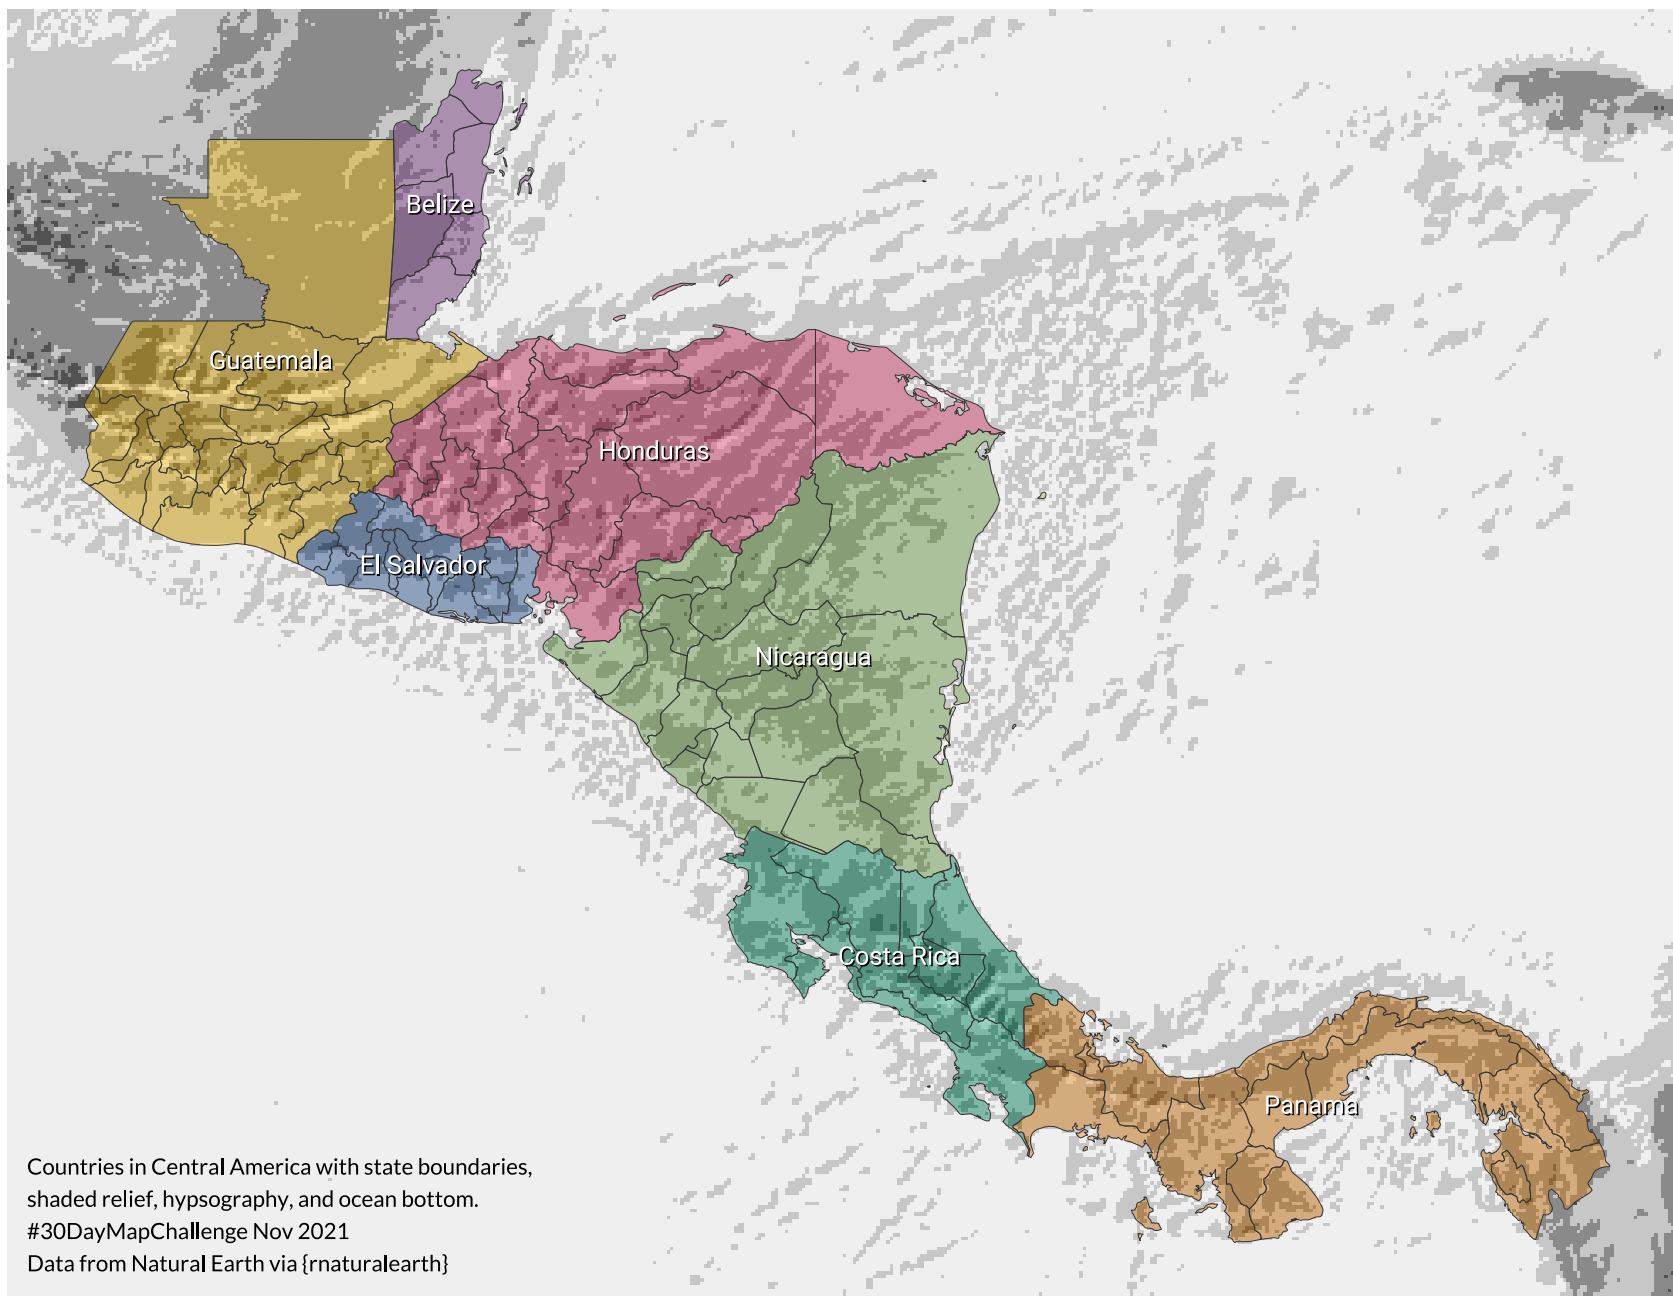 Belize
Guatemala
Honduras
El Salvador
Nicaragua
Costa Rica
Panama
Countries in Central America with state boundaries,
shaded relief, hypsography, and ocean bottom.
#30DayMapChallenge Nov 2021
Data from Natural Earth via {rnaturalearth}